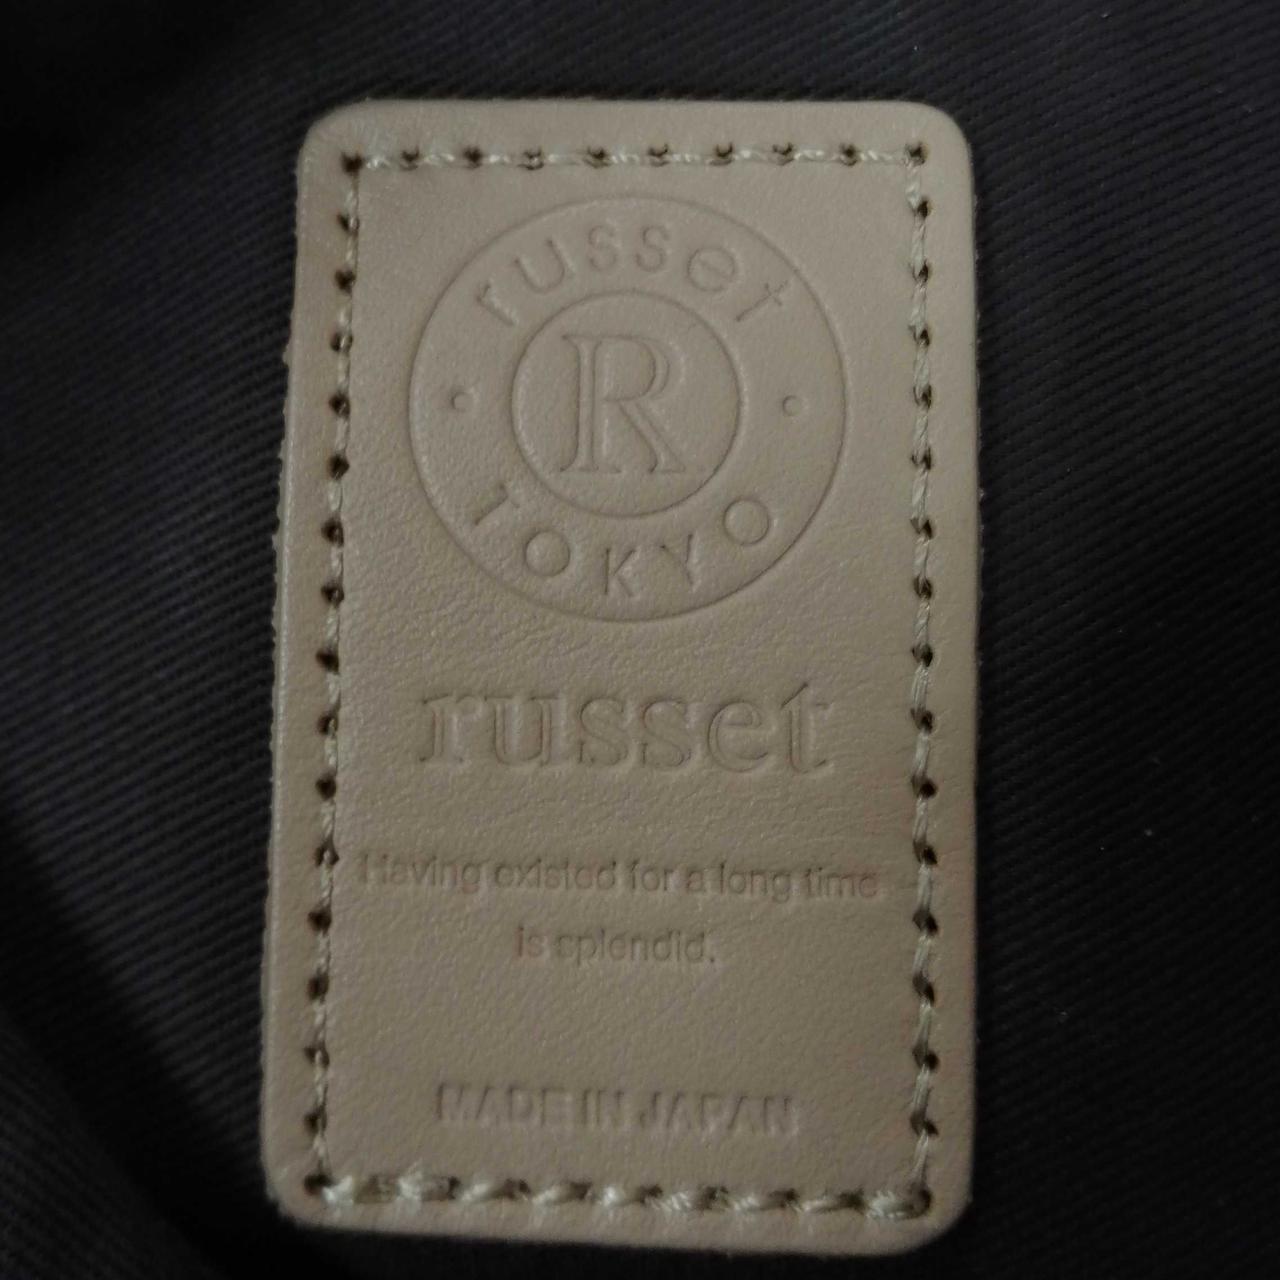 russet
R
TOKYO
russet
Having existed for a long time
is splendid.
MADE IN JAPAN